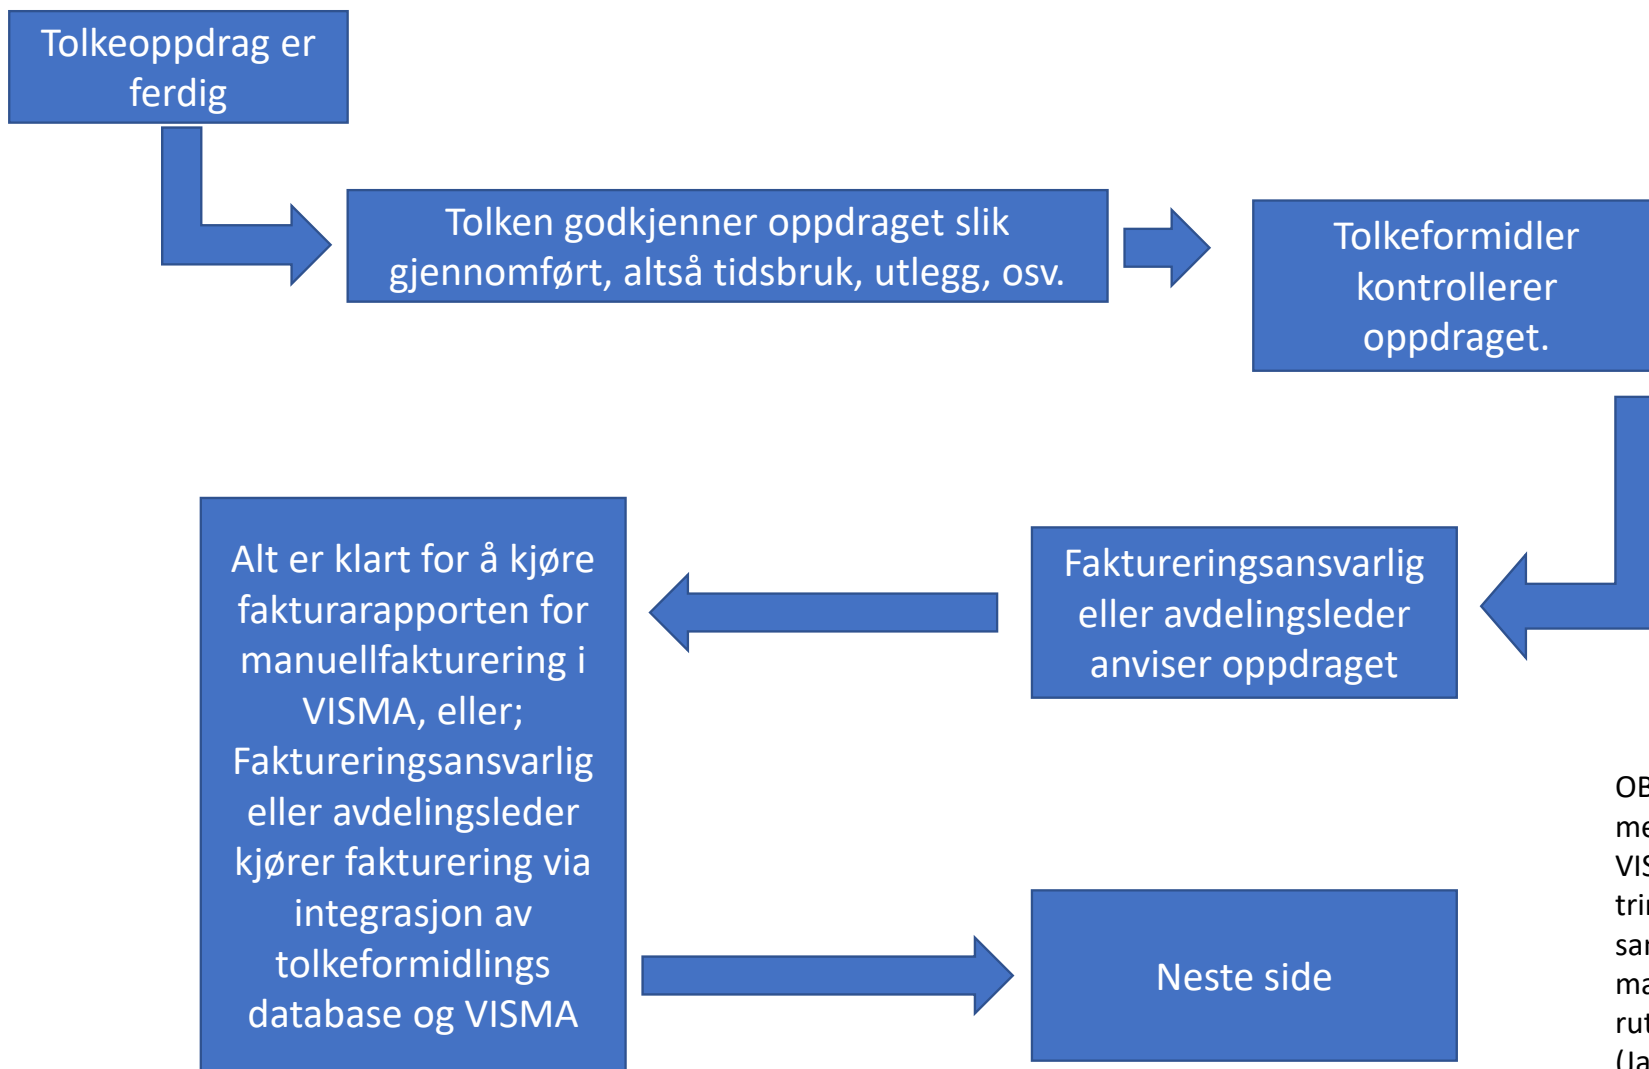 Tolkeoppdrag er
ferdig
Tolken godkjenner oppdraget slik
gjennomført, altså tidsbruk, utlegg, osv.
Tolkeformidler
kontrollerer
oppdraget.
Faktureringsansvarlig
eller avdelingsleder
anviser oppdraget
Alt er klart for å kjøre
fakturarapporten for
manuellfakturering i
VISMA, eller;
Faktureringsansvarlig
eller avdelingsleder
kjører fakturering via
integrasjon av
tolkeformidlings
database og VISMA
Neste side